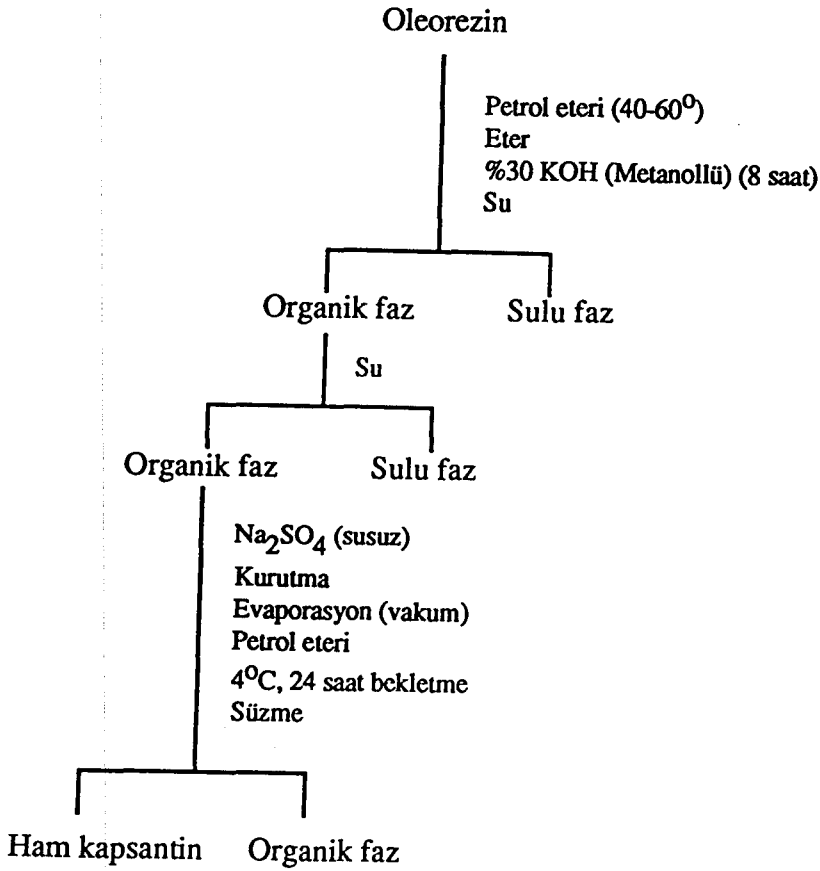 Oleorezin
Petrol eteri (40-60⁰)
Eter
%30 KOH (Metanollü) (8 saat)
Su
Organik faz
Sulu faz
Su
Organik faz
Sulu faz
Na₂SO₄ (susuz)
Kurutma
Evaporasyon (vakum)
Petrol eteri
4⁰C, 24 saat bekletme
Süzme
Ham kapsantin
Organik faz